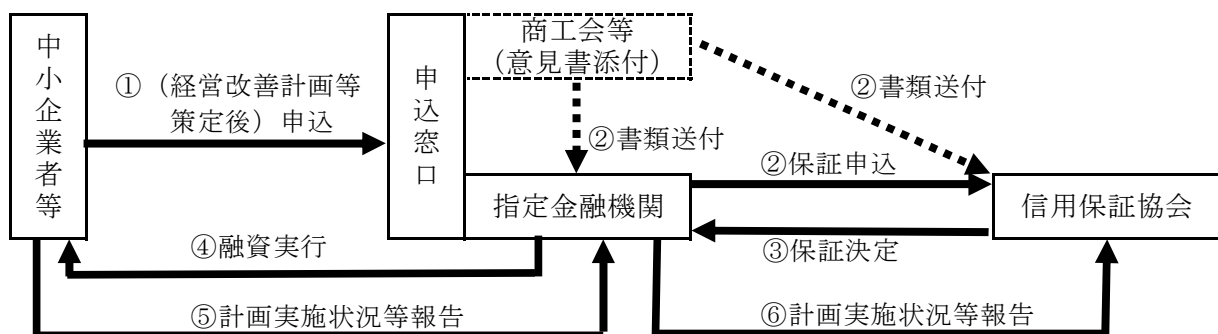 中小企業者等
①（経営改善計画等
策定後）申込
申込窓口
商工会等
（意見書添付）
②書類送付
②書類送付
②保証申込
指定金融機関
信用保証協会
④融資実行
③保証決定
⑤計画実施状況等報告
⑥計画実施状況等報告